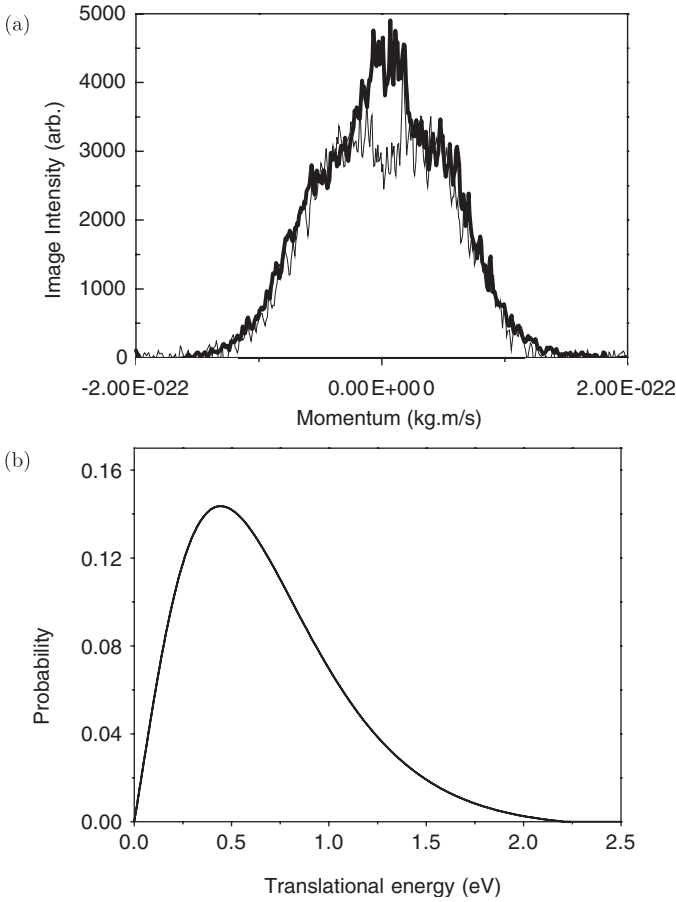 (a)
5000
4000
3000
2000
1000
0
Image Intensity (arb.)
-2.00E-022
0.00E+000
2.00E-022
Momentum (kg.m/s)
(b)
0.16
0.12
0.08
0.04
0.00
Probability
0.0
0.5
1.0
1.5
2.0
2.5
Translational energy (eV)